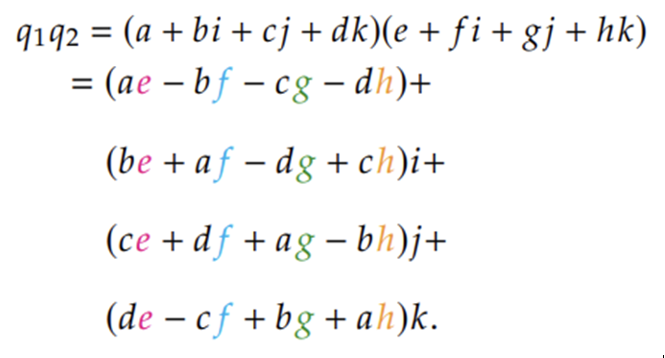 q₁q₂ = (a + bi + cj + dk)(e + fi + gj + hk)
= (ae − bf − cg − dh)+
(be + af − dg + ch)i+
(ce + df + ag − bh)j+
(de − cf + bg + ah)k.